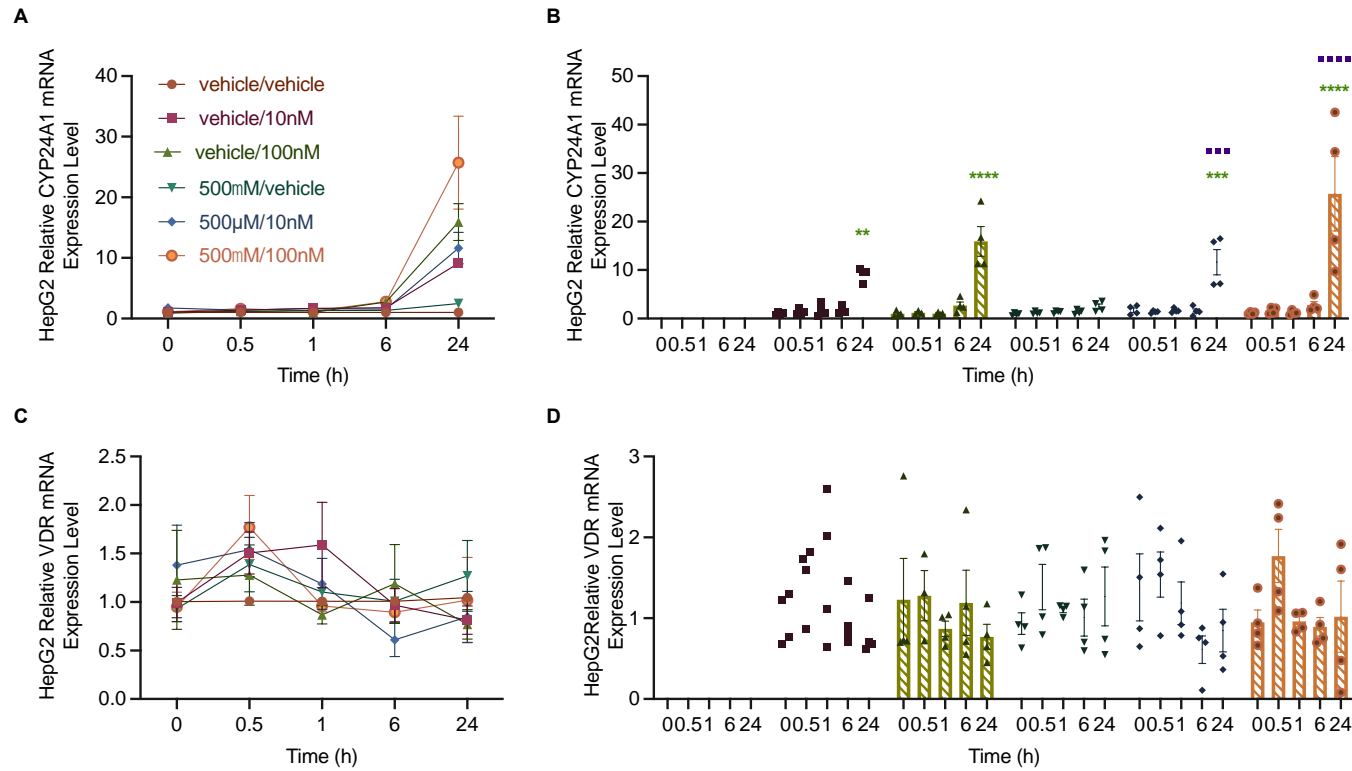 A
HepG2 Relative CYP24A1 mRNA
Expression Level
40
30
20
10
0
vehicle/vehicle
vehicle/10nM
vehicle/100nM
500mM/vehicle
500µM/10nM
500mM/100nM
0 0.5 1 6 24
Time (h)
B
HepG2 Relative CYP24A1 mRNA
Expression Level
50
40
30
20
10
0
**
****
***
****
00.51 6 24 00.51 6 24 00.51 6 24 00.51 6 24 00.51 6 24 00.51 6 24
Time (h)
C
HepG2 Relative VDR mRNA
Expression Level
2.5
2.0
1.5
1.0
0.5
0.0
0 0.5 1 6 24
Time (h)
D
HepG2Relative VDR mRNA
Expression Level
3
2
1
0
00.51 6 24 00.51 6 24 00.51 6 24 00.51 6 24 00.51 6 24 00.51 6 24
Time (h)